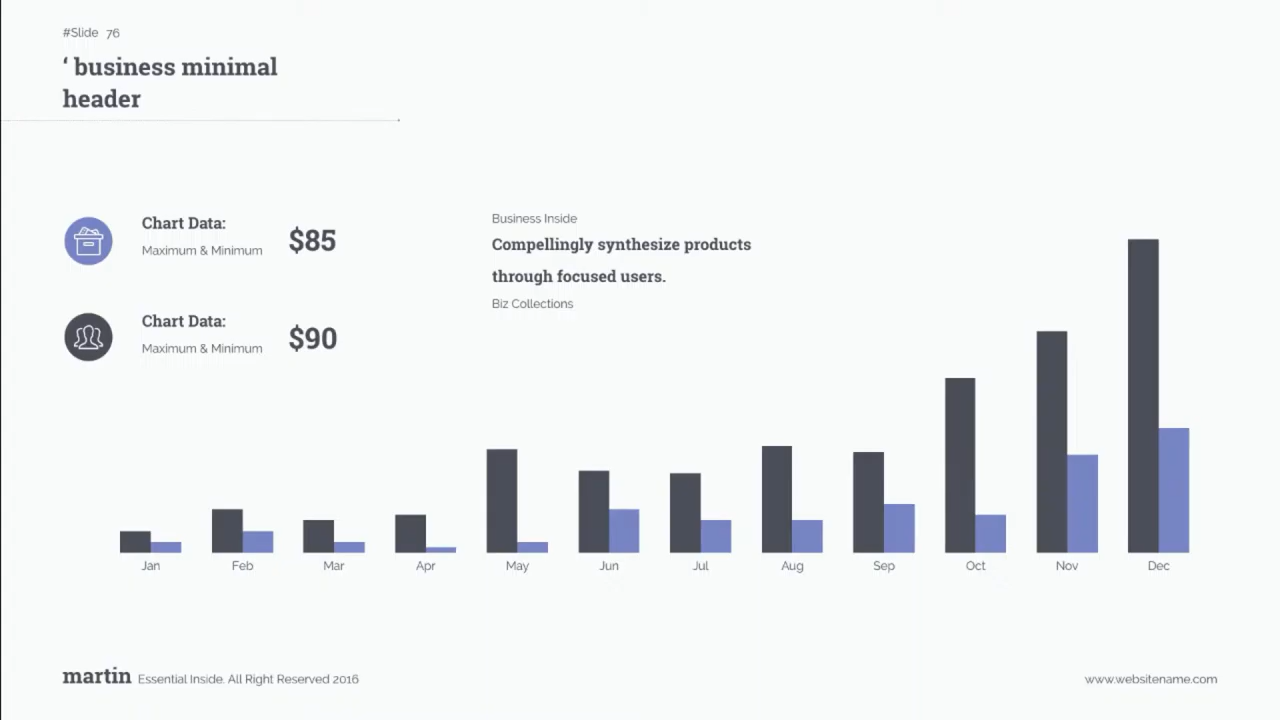 #Slide 76
‘ business minimal
header
Chart Data:
Maximum & Minimum
$85
Chart Data:
Maximum & Minimum
$90
Business Inside
Compellingly synthesize products
through focused users.
Biz Collections
Jan Feb Mar Apr May Jun Jul Aug Sep Oct Nov Dec
martin Essential Inside. All Right Reserved 2016
www.websitename.com